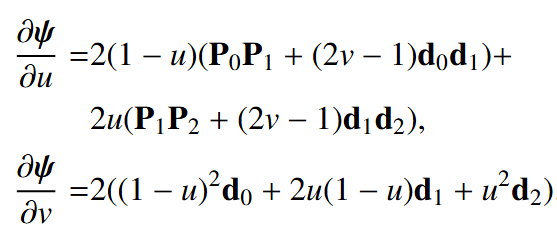 ∂ψ/∂u =2(1 − u)(P₀P₁ + (2v − 1)d₀d₁)+
2u(P₁P₂ + (2v − 1)d₁d₂),
∂ψ/∂v =2((1 − u)²d₀ + 2u(1 − u)d₁ + u²d₂)